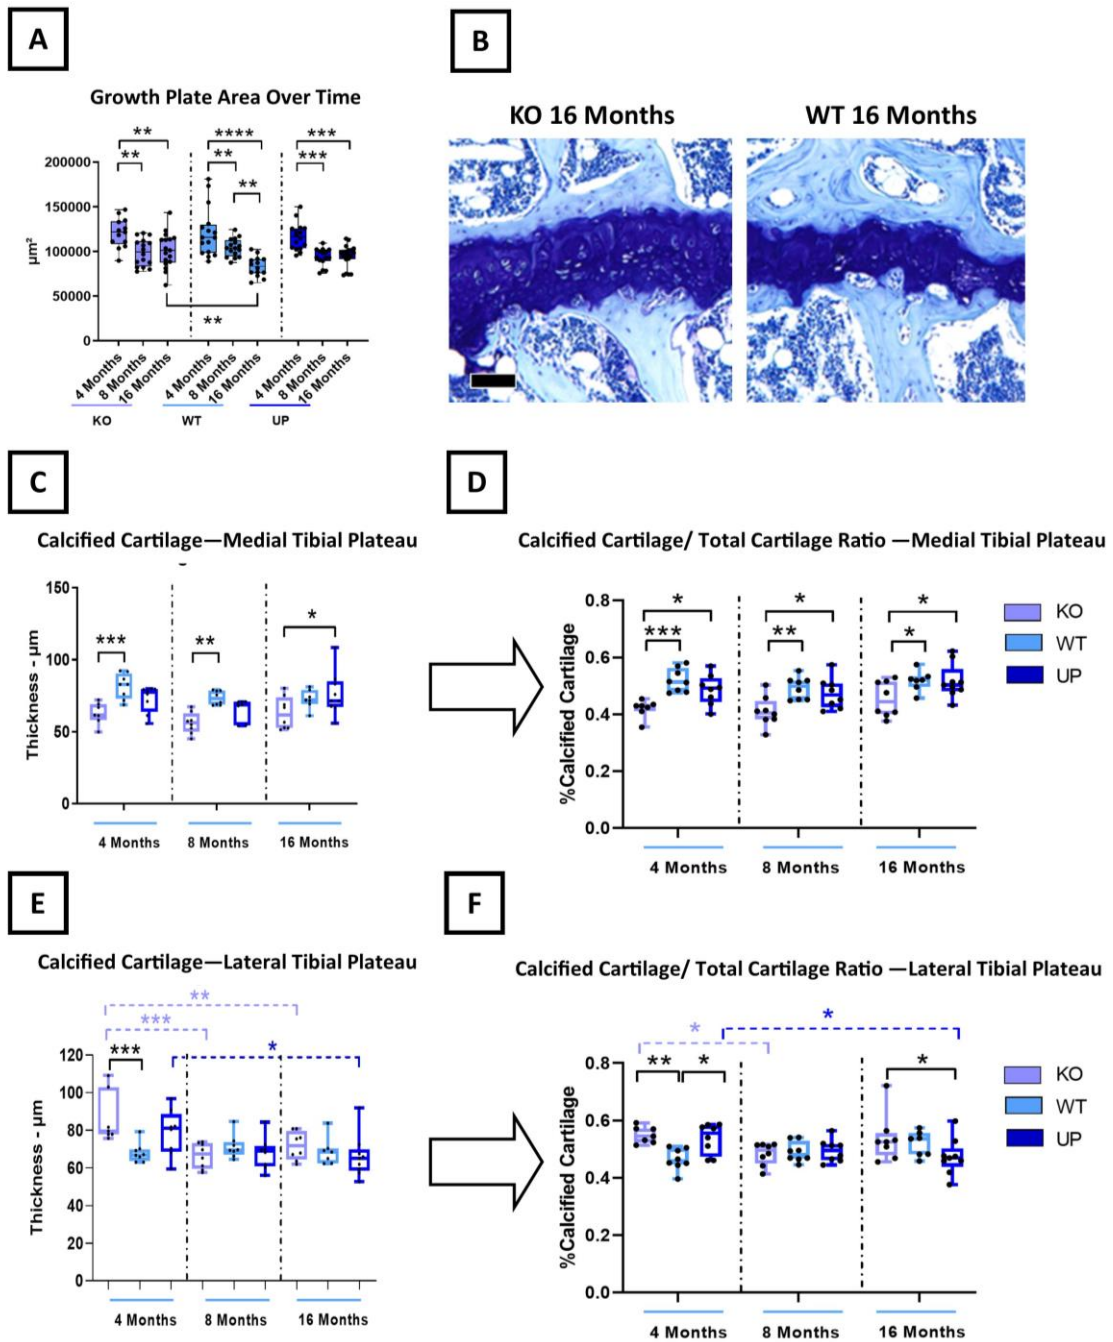 A
Growth Plate Area Over Time
** **** ***
** ** ***
**
200000
150000
100000
50000
0
µm²
**
4 Months 8 Months 16 Months 4 Months 8 Months 16 Months 4 Months 8 Months 16 Months
KO WT UP
B
KO 16 Months WT 16 Months
C
Calcified Cartilage—Medial Tibial Plateau
150
100
50
0
Thickness - µm
*** ** *
4 Months 8 Months 16 Months
D
Calcified Cartilage/ Total Cartilage Ratio —Medial Tibial Plateau
0.8
0.6
0.4
0.2
0.0
%Calcified Cartilage
* * *
*** ** *
4 Months 8 Months 16 Months
KO
WT
UP
E
Calcified Cartilage—Lateral Tibial Plateau
**
***
*** *
120
100
80
60
40
20
0
Thickness - µm
4 Months 8 Months 16 Months
F
Calcified Cartilage/ Total Cartilage Ratio —Lateral Tibial Plateau
* *
** * *
0.8
0.6
0.4
0.2
0.0
%Calcified Cartilage
4 Months 8 Months 16 Months
KO
WT
UP